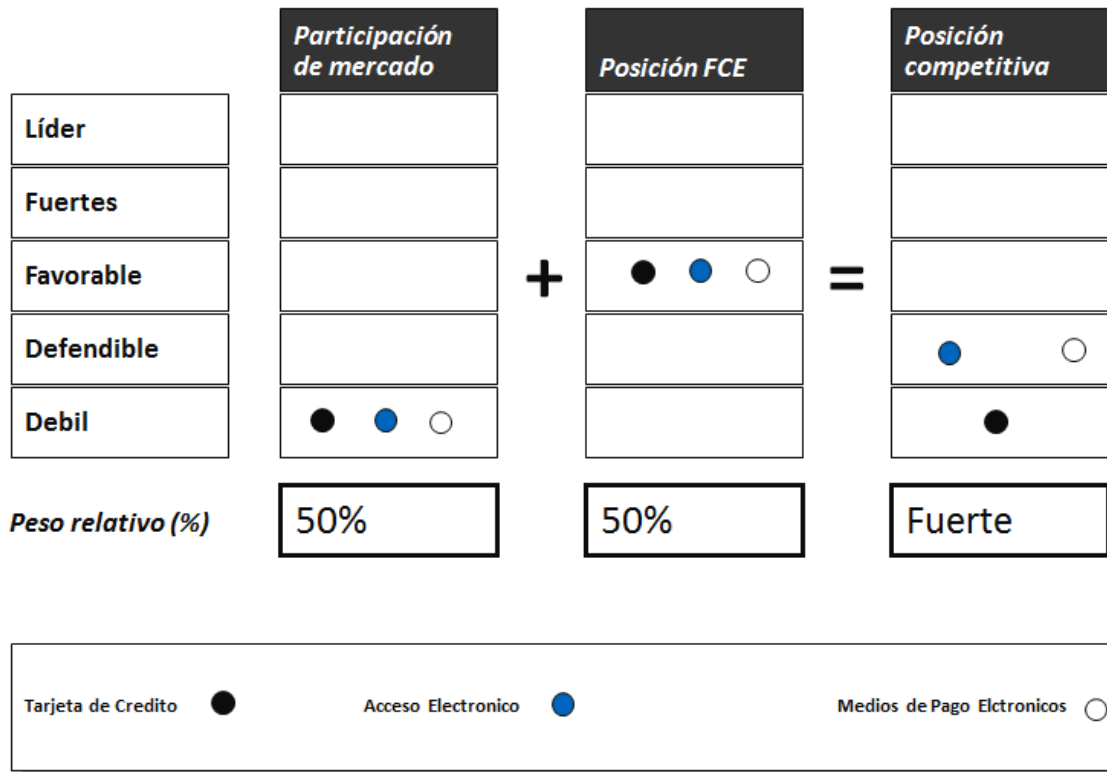 Participación
de mercado
Posición FCE
Posición
competitiva
Líder
Fuertes
Favorable
+
=
Defendible
Debil
Peso relativo (%)
50%
50%
Fuerte
Tarjeta de Credito
Acceso Electronico
Medios de Pago Elctronicos